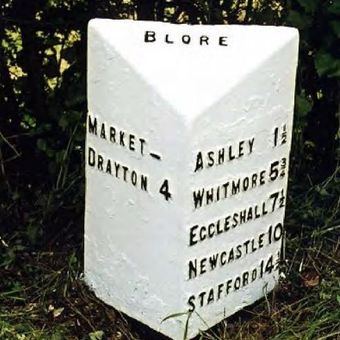 BLORE
MARKET-
DRAYTON 4
ASHLEY 1½
WHITMORE 5¾
ECCLESHALL 7½
NEWCASTLE 10
STAFFORD 14